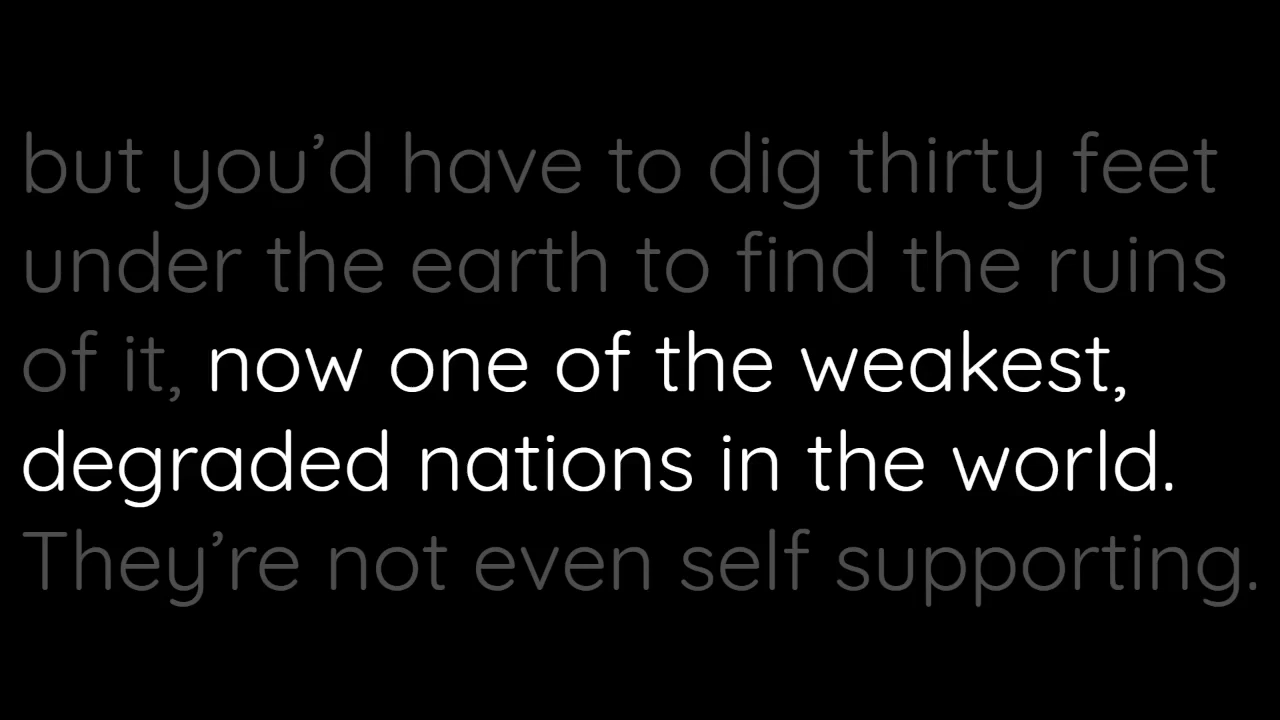 but you’d have to dig thirty feet
under the earth to find the ruins
of it, now one of the weakest,
degraded nations in the world.
They’re not even self supporting.